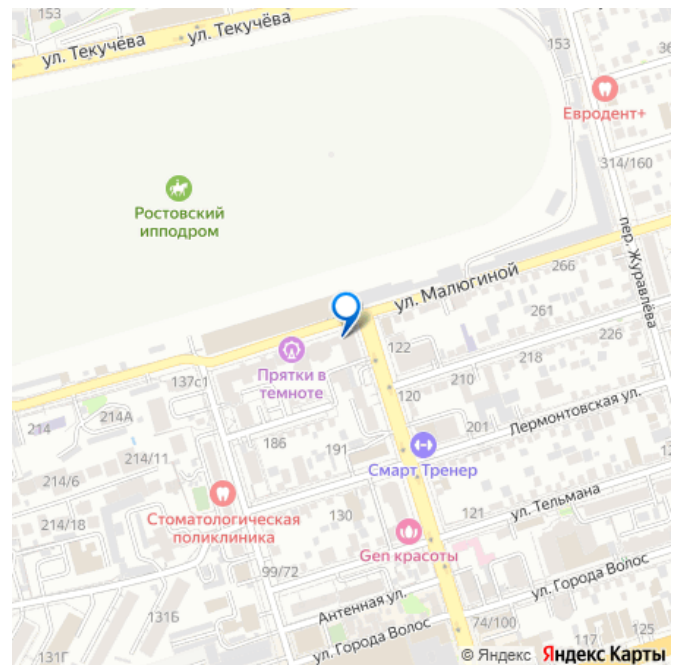 153
ул. Текучёва
ул. Текучёва
153
36
Евродент+
314/160
Ростовский
ипподром
пер. Журавлёва
ул. Малюгиной
266
261
226
122
218
Прятки в
темноте
137с1
210
120
214
214А
186
191
201
Лермонтовская ул.
214/11
Смарт Тренер
214/6
Стоматологическая
поликлиника
130
121
ул. Тельмана
214/18
Gen красоты
99/72
131Б
Антенная ул.
74/100
ул. Города Волос
ул. Города Волос
117
125
131Г
© Яндекс Яндекс Карты